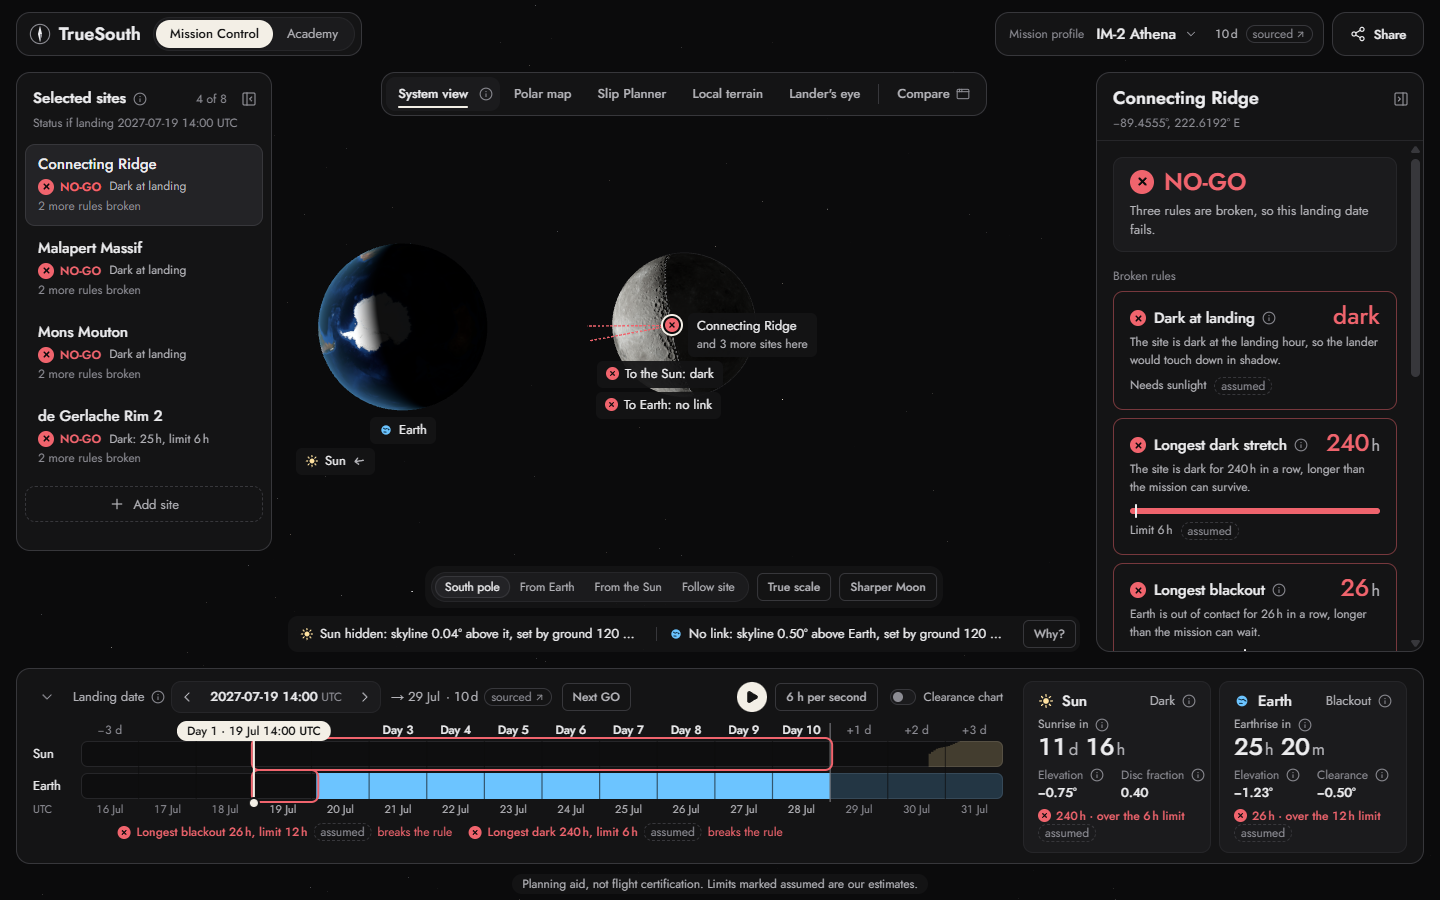 TrueSouth
Mission Control
Academy
Mission profile IM-2 Athena 10 d sourced ↗
Share
Selected sites 4 of 8
Status if landing 2027-07-19 14:00 UTC
Connecting Ridge
NO-GO Dark at landing
2 more rules broken
Malapert Massif
NO-GO Dark at landing
2 more rules broken
Mons Mouton
NO-GO Dark at landing
2 more rules broken
de Gerlache Rim 2
NO-GO Dark: 25 h, limit 6 h
2 more rules broken
+ Add site
System view Polar map Slip Planner Local terrain Lander's eye Compare
Connecting Ridge
and 3 more sites here
To the Sun: dark
To Earth: no link
Earth
Sun ←
South pole From Earth From the Sun Follow site True scale Sharper Moon
Sun hidden: skyline 0.04° above it, set by ground 120 ...
No link: skyline 0.50° above Earth, set by ground 120 ...
Why?
Connecting Ridge
−89.4555°, 222.6192° E
NO-GO
Three rules are broken, so this landing date
fails.
Broken rules
Dark at landing dark
The site is dark at the landing hour, so the lander
would touch down in shadow.
Needs sunlight assumed
Longest dark stretch 240 h
The site is dark for 240 h in a row, longer than
the mission can survive.
Limit 6 h assumed
Longest blackout 26 h
Earth is out of contact for 26 h in a row, longer
than the mission can wait.
Landing date 2027-07-19 14:00 UTC → 29 Jul · 10 d sourced ↗ Next GO
6 h per second Clearance chart
−3 d Day 1 · 19 Jul 14:00 UTC Day 3 Day 4 Day 5 Day 6 Day 7 Day 8 Day 9 Day 10 +1 d +2 d +3 d
Sun
Earth
UTC 16 Jul 17 Jul 18 Jul 19 Jul 20 Jul 21 Jul 22 Jul 23 Jul 24 Jul 25 Jul 26 Jul 27 Jul 28 Jul 29 Jul 30 Jul 31 Jul
Longest blackout 26 h, limit 12 h assumed breaks the rule Longest dark 240 h, limit 6 h assumed breaks the rule
Sun Dark
Sunrise in
11 d 16 h
Elevation Disc fraction
−0.75° 0.40
240 h · over the 6 h limit
assumed
Earth Blackout
Earthrise in
25 h 20 m
Elevation Clearance
−1.23° −0.50°
26 h · over the 12 h limit
assumed
Planning aid, not flight certification. Limits marked assumed are our estimates.